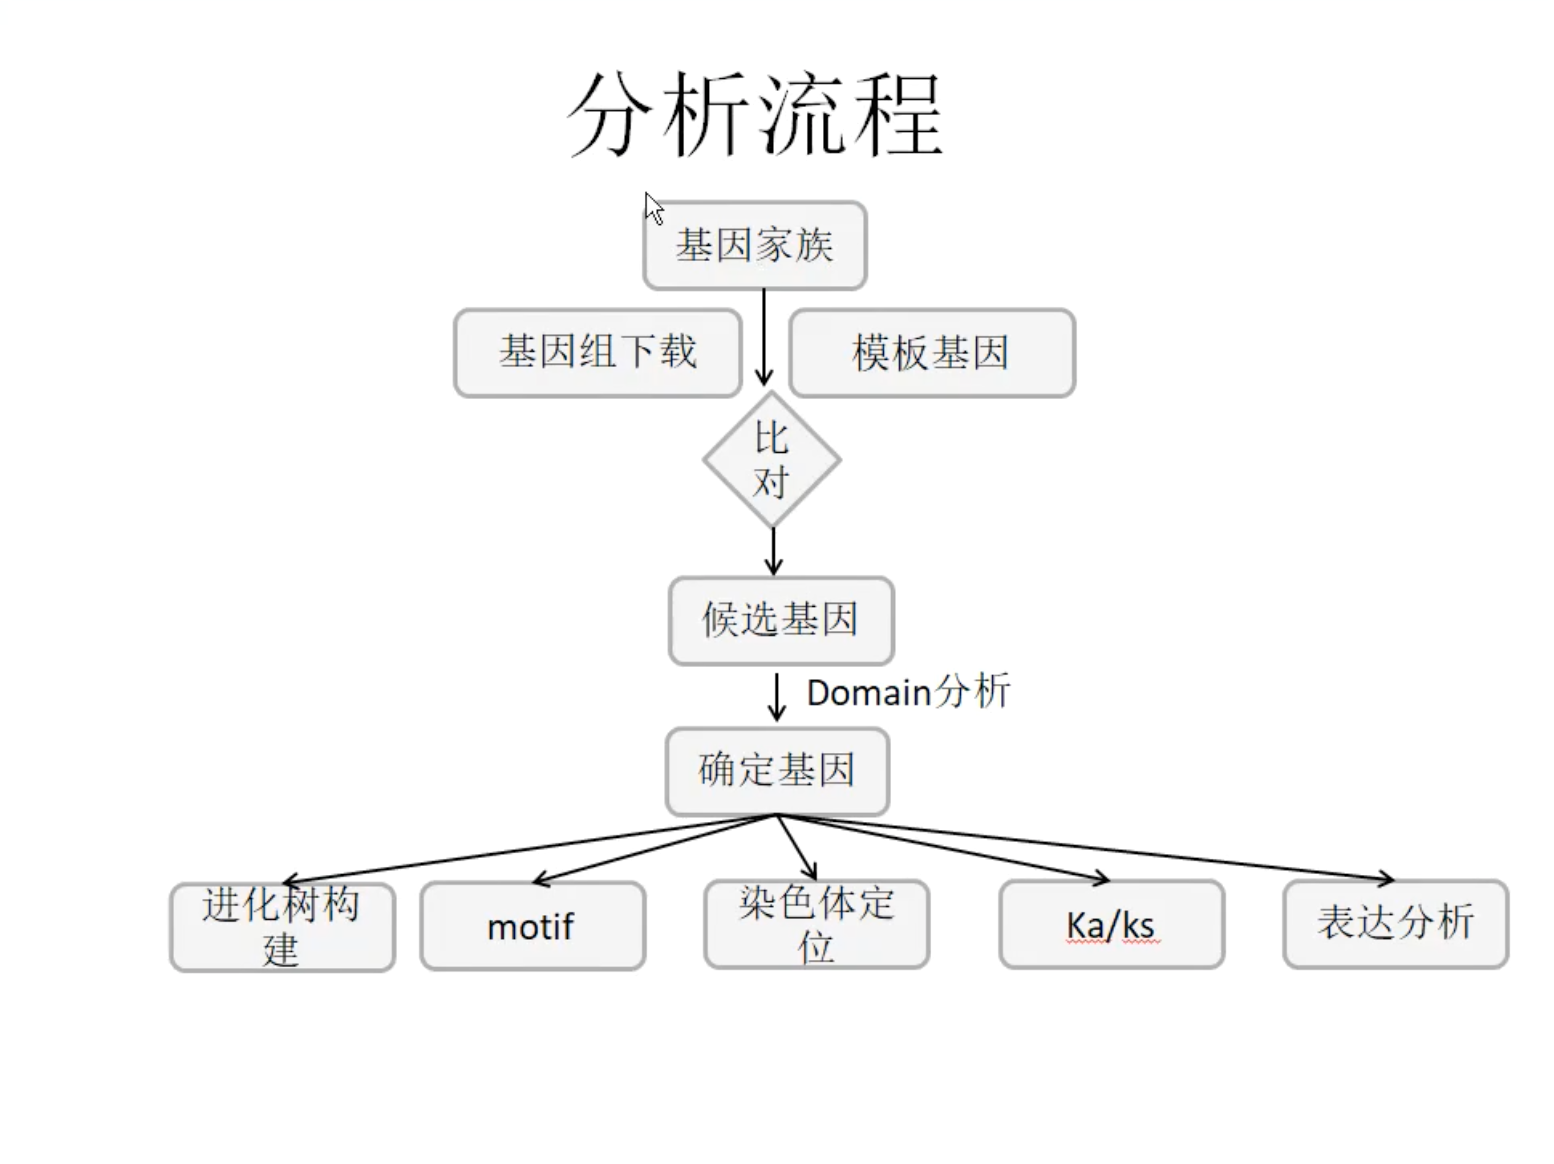 分析流程
基因家族
基因组下载
模板基因
比
对
候选基因
Domain分析
确定基因
进化树构
建
motif
染色体定
位
Ka/ks
表达分析